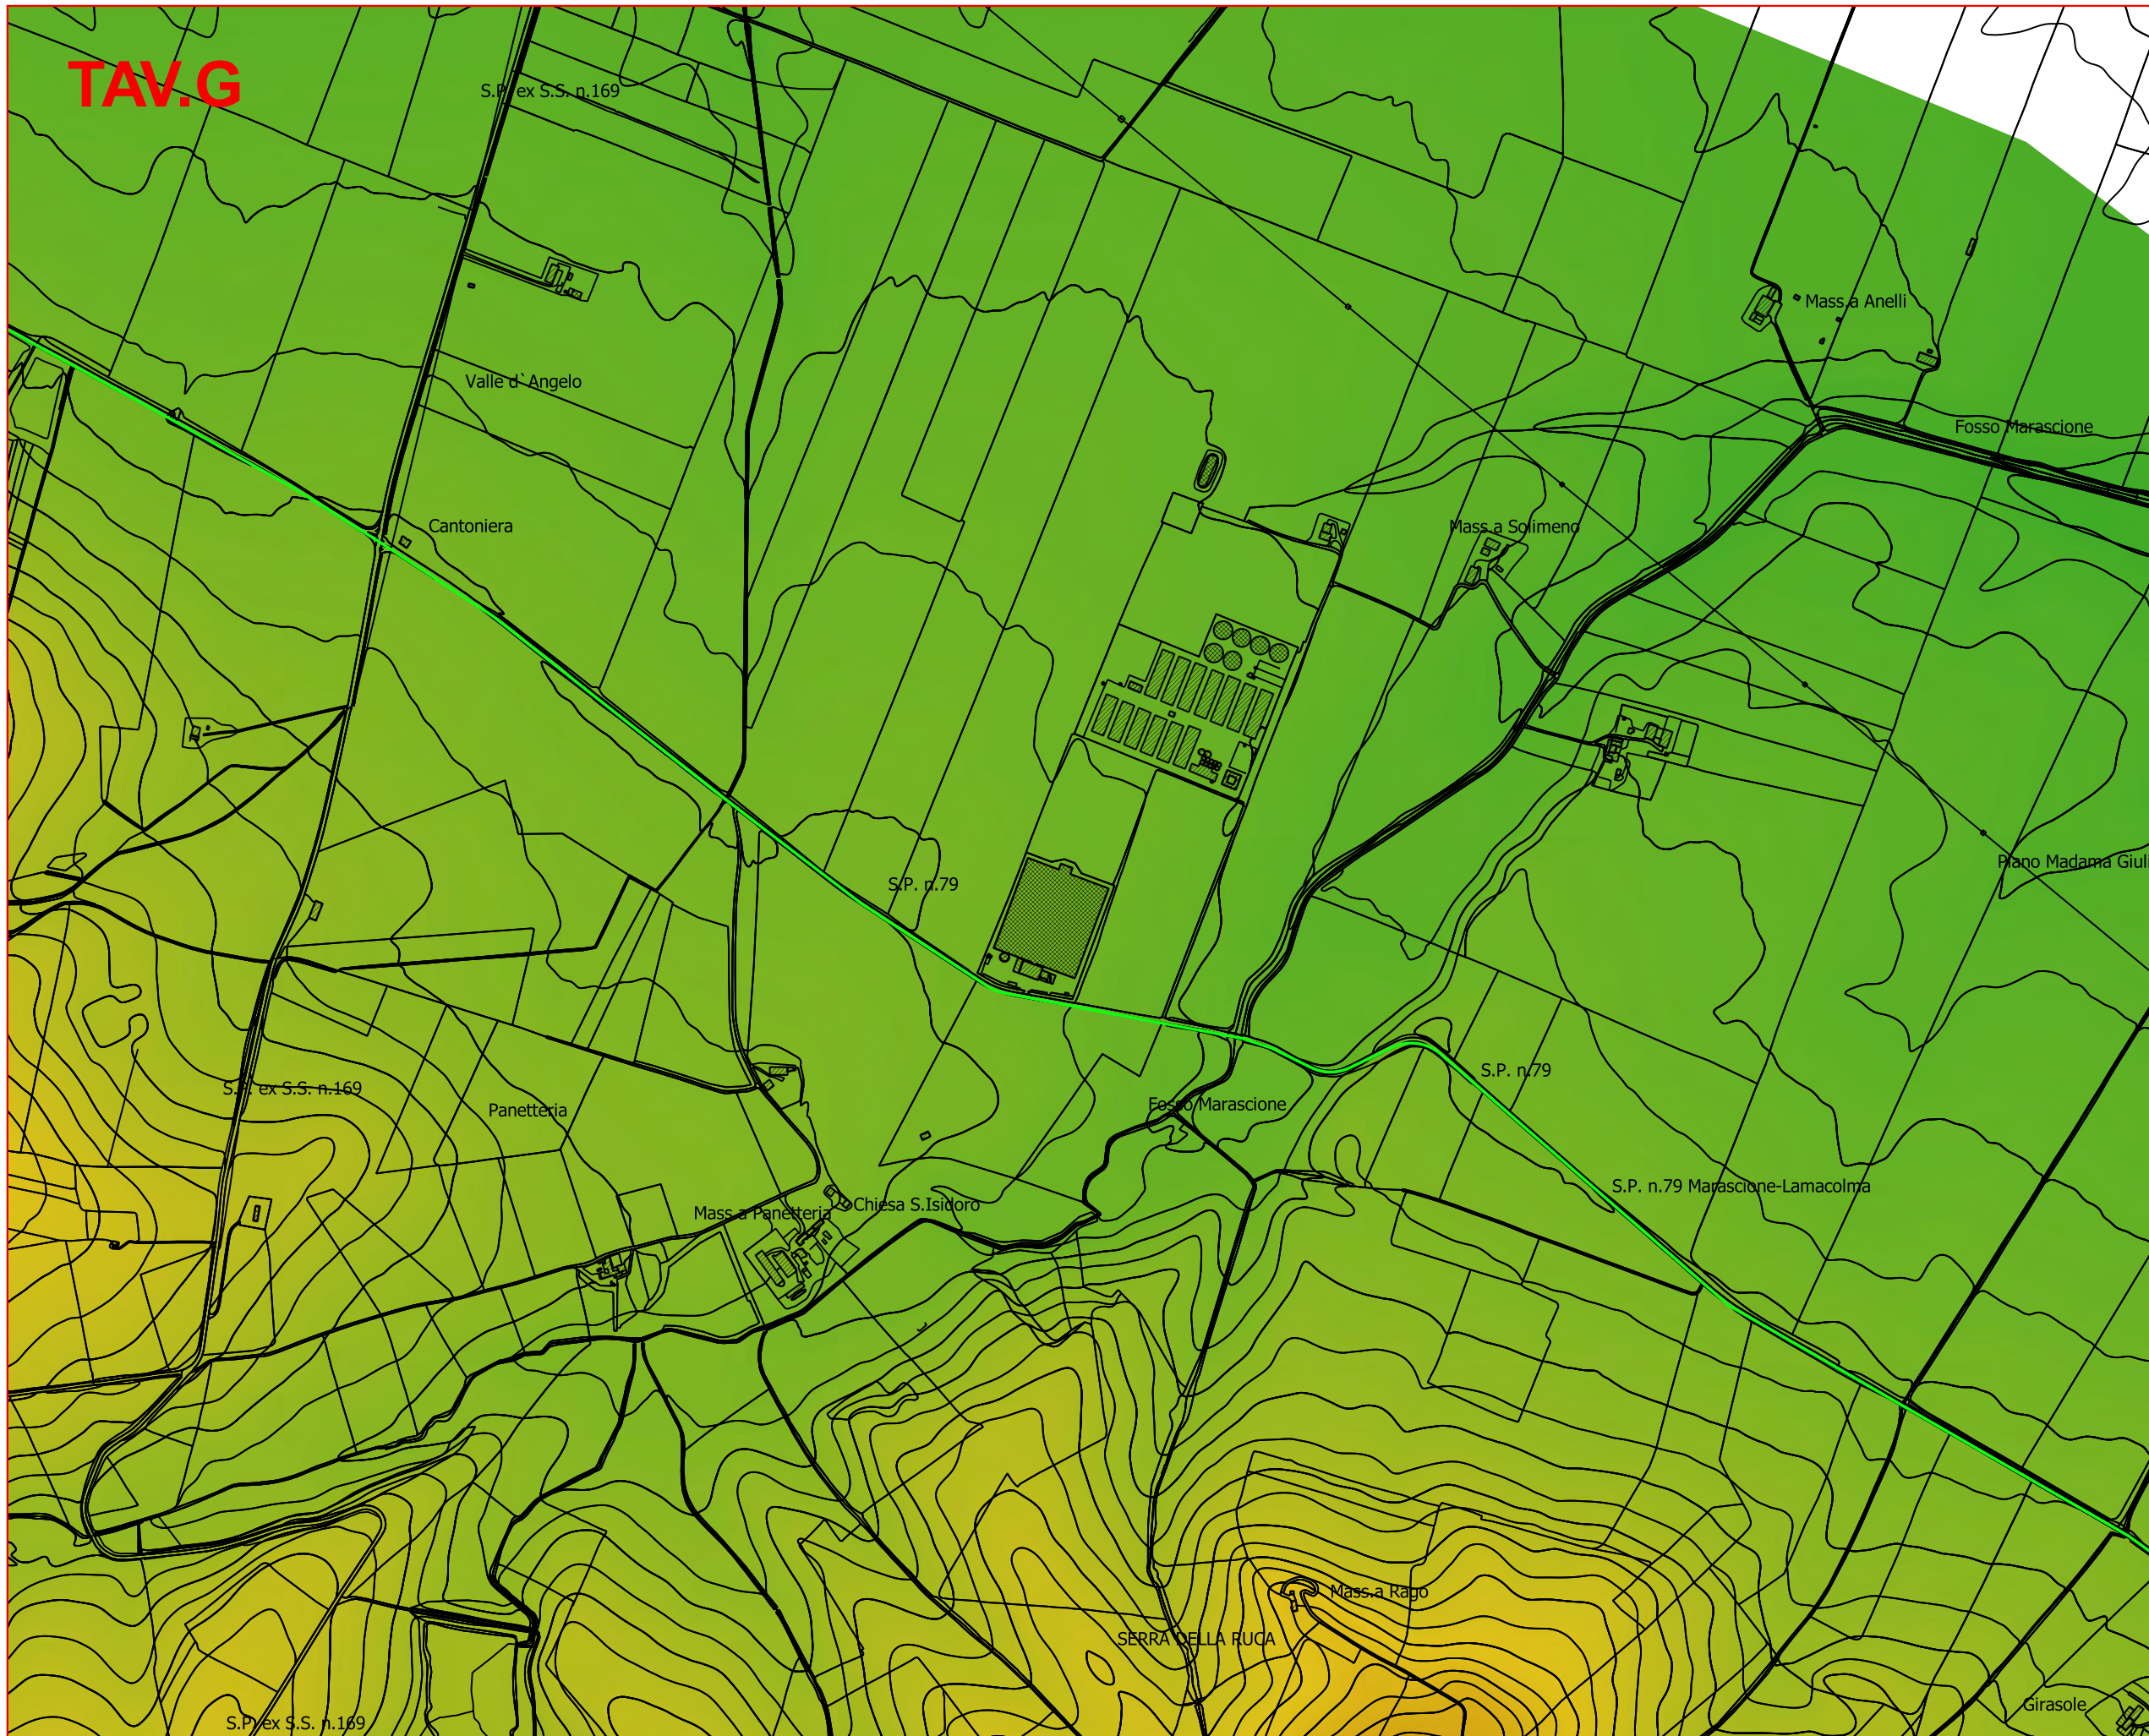 TAV.G
S.P. ex S.S. n.169
Mass.a Anelli
Valle d`Angelo
Fosso Marascione
Cantoniera
Mass.a Solimeno
Piano Madama Giuli
S.P. n.79
S.P. n.79
S.P. ex S.S. n.169
Panetteria
Fosso Marascione
S.P. n.79 Marascione-Lamacolma
Chiesa S.Isidoro
Mass.a Panetteria
Mass.a Rago
SERRA DELLA RUCA
Girasole
S.P. ex S.S. n.169